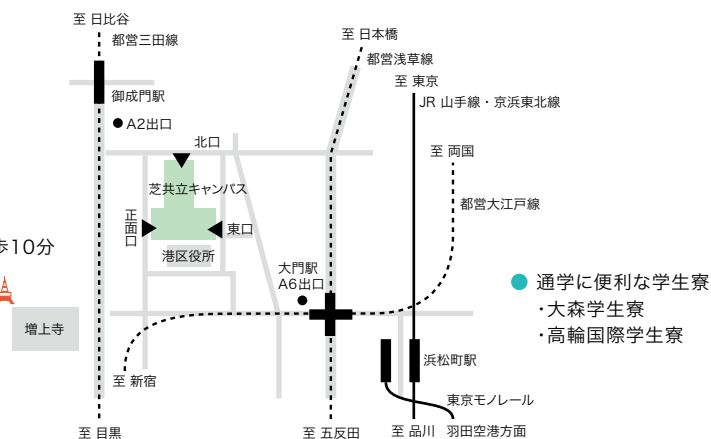 至 日比谷
都営三田線
至 日本橋
都営浅草線
至 東京
JR 山手線・京浜東北線
御成門駅
A2出口
北口
至 両国
芝共立キャンパス
都営大江戸線
正面口
東口
歩10分
港区役所
大門駅
A6出口
通学に便利な学生寮
・大森学生寮
・高輪国際学生寮
増上寺
浜松町駅
至 新宿
東京モノレール
至 目黒
至 五反田
至 品川
羽田空港方面